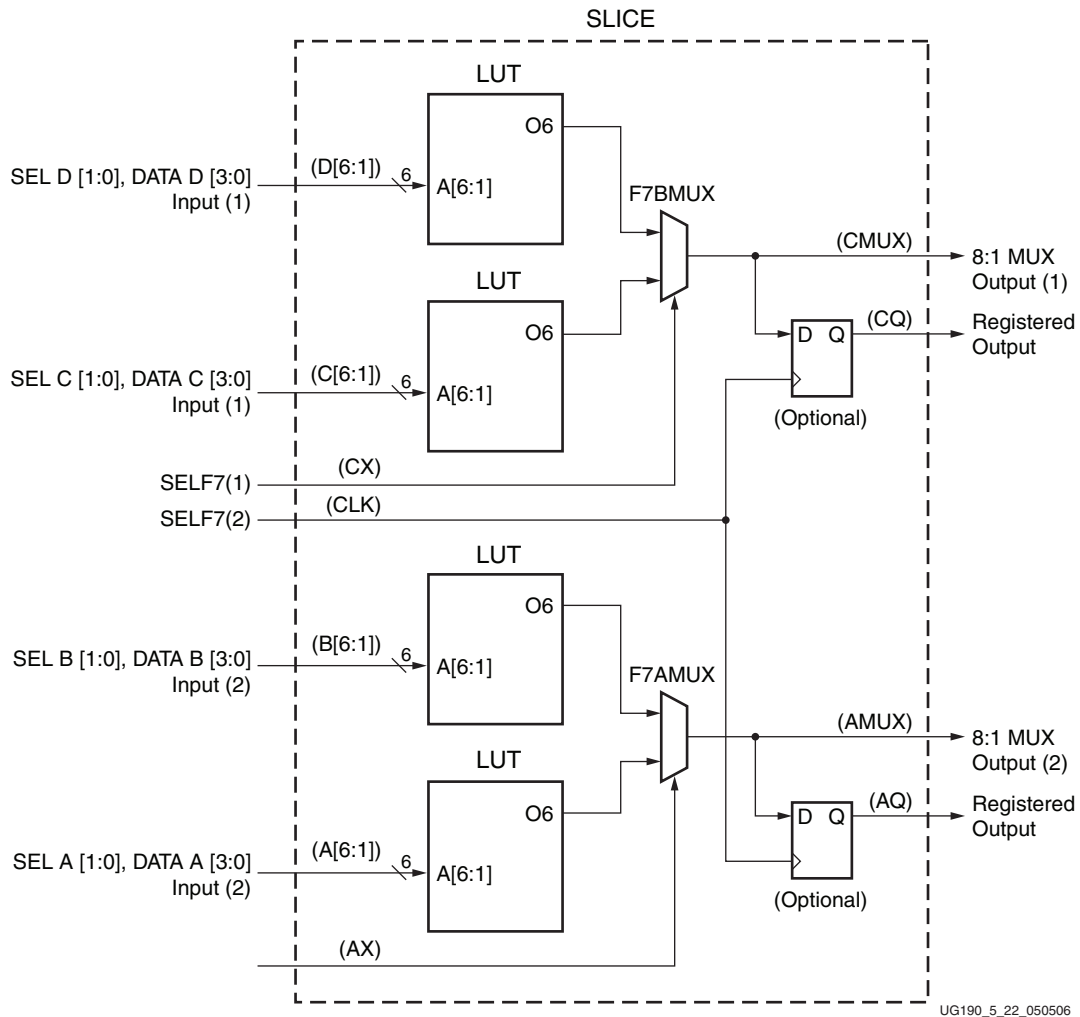 SLICE
LUT
O6
(D[6:1])
6
A[6:1]
SEL D [1:0], DATA D [3:0]
Input (1)
F7BMUX
(CMUX)
8:1 MUX
Output (1)
LUT
O6
(C[6:1])
6
A[6:1]
SEL C [1:0], DATA C [3:0]
Input (1)
D Q
(CQ)
Registered
Output
(Optional)
SELF7(1)
(CX)
SELF7(2)
(CLK)
LUT
O6
(B[6:1])
6
A[6:1]
SEL B [1:0], DATA B [3:0]
Input (2)
F7AMUX
(AMUX)
8:1 MUX
Output (2)
LUT
O6
(A[6:1])
6
A[6:1]
SEL A [1:0], DATA A [3:0]
Input (2)
D Q
(AQ)
Registered
Output
(Optional)
(AX)
UG190_5_22_050506